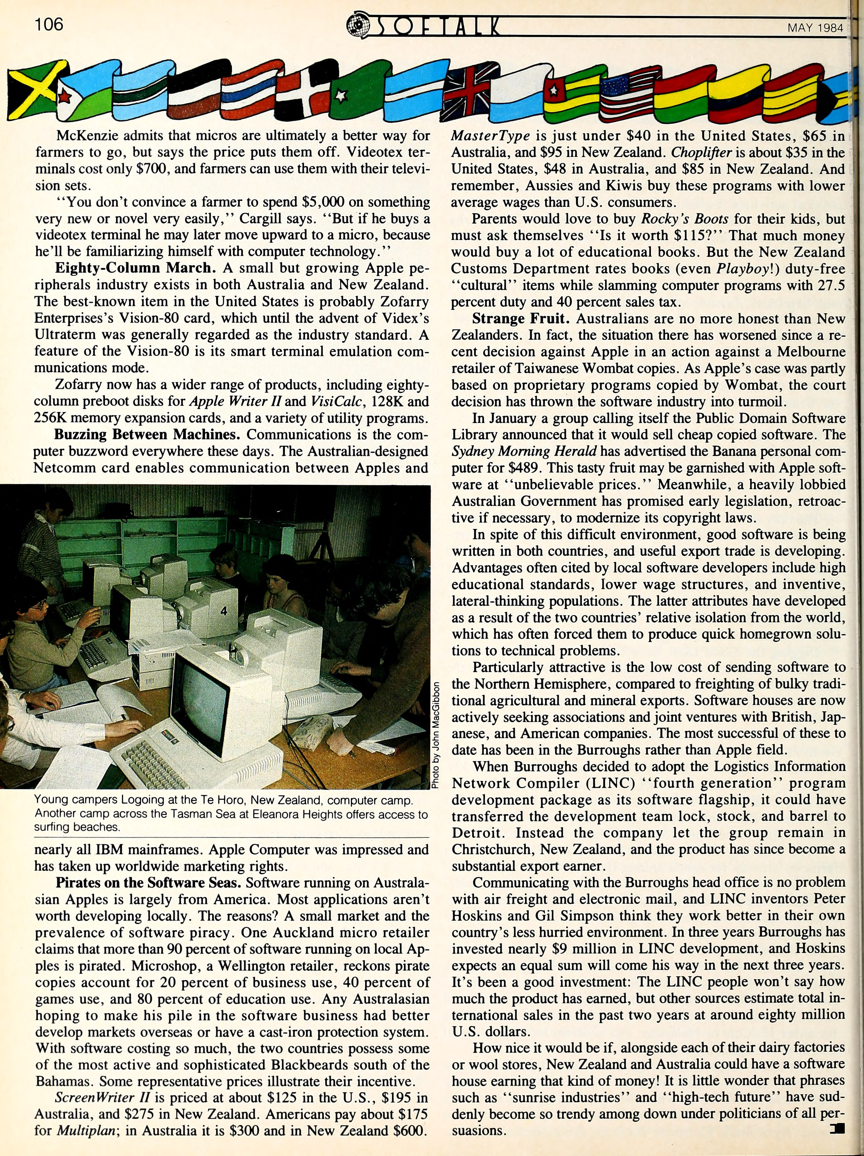 106
SOFTALK
MAY 1984
McKenzie admits that micros are ultimately a better way for
farmers to go, but says the price puts them off. Videotex ter-
minals cost only $700, and farmers can use them with their televi-
sion sets.
‘‘You don’t convince a farmer to spend $5,000 on something
very new or novel very easily,’’ Cargill says. ‘‘But if he buys a
videotex terminal he may later move upward to a micro, because
he’ll be familiarizing himself with computer technology.’’
Eighty-Column March. A small but growing Apple pe-
ripherals industry exists in both Australia and New Zealand.
The best-known item in the United States is probably Zofarry
Enterprises’s Vision-80 card, which until the advent of Videx’s
Ultraterm was generally regarded as the industry standard. A
feature of the Vision-80 is its smart terminal emulation com-
munications mode.
Zofarry now has a wider range of products, including eighty-
column preboot disks for Apple Writer II and VisiCalc, 128K and
256K memory expansion cards, and a variety of utility programs.
Buzzing Between Machines. Communications is the com-
puter buzzword everywhere these days. The Australian-designed
Netcomm card enables communication between Apples and
4
Photo by John MacGibbon
Young campers Logoing at the Te Horo, New Zealand, computer camp.
Another camp across the Tasman Sea at Eleanora Heights offers access to
surfing beaches.
nearly all IBM mainframes. Apple Computer was impressed and
has taken up worldwide marketing rights.
Pirates on the Software Seas. Software running on Australa-
sian Apples is largely from America. Most applications aren’t
worth developing locally. The reasons? A small market and the
prevalence of software piracy. One Auckland micro retailer
claims that more than 90 percent of software running on local Ap-
ples is pirated. Microshop, a Wellington retailer, reckons pirate
copies account for 20 percent of business use, 40 percent of
games use, and 80 percent of education use. Any Australasian
hoping to make his pile in the software business had better
develop markets overseas or have a cast-iron protection system.
With software costing so much, the two countries possess some
of the most active and sophisticated Blackbeards south of the
Bahamas. Some representative prices illustrate their incentive.
ScreenWriter II is priced at about $125 in the U.S., $195 in
Australia, and $275 in New Zealand. Americans pay about $175
for Multiplan; in Australia it is $300 and in New Zealand $600.
MasterType is just under $40 in the United States, $65 in
Australia, and $95 in New Zealand. Choplifter is about $35 in the
United States, $48 in Australia, and $85 in New Zealand. And
remember, Aussies and Kiwis buy these programs with lower
average wages than U.S. consumers.
Parents would love to buy Rocky’s Boots for their kids, but
must ask themselves ‘‘Is it worth $115?’’ That much money
would buy a lot of educational books. But the New Zealand
Customs Department rates books (even Playboy!) duty-free
‘‘cultural’’ items while slamming computer programs with 27.5
percent duty and 40 percent sales tax.
Strange Fruit. Australians are no more honest than New
Zealanders. In fact, the situation there has worsened since a re-
cent decision against Apple in an action against a Melbourne
retailer of Taiwanese Wombat copies. As Apple’s case was partly
based on proprietary programs copied by Wombat, the court
decision has thrown the software industry into turmoil.
In January a group calling itself the Public Domain Software
Library announced that it would sell cheap copied software. The
Sydney Morning Herald has advertised the Banana personal com-
puter for $489. This tasty fruit may be garnished with Apple soft-
ware at ‘‘unbelievable prices.’’ Meanwhile, a heavily lobbied
Australian Government has promised early legislation, retroac-
tive if necessary, to modernize its copyright laws.
In spite of this difficult environment, good software is being
written in both countries, and useful export trade is developing.
Advantages often cited by local software developers include high
educational standards, lower wage structures, and inventive,
lateral-thinking populations. The latter attributes have developed
as a result of the two countries’ relative isolation from the world,
which has often forced them to produce quick homegrown solu-
tions to technical problems.
Particularly attractive is the low cost of sending software to
the Northern Hemisphere, compared to freighting of bulky tradi-
tional agricultural and mineral exports. Software houses are now
actively seeking associations and joint ventures with British, Jap-
anese, and American companies. The most successful of these to
date has been in the Burroughs rather than Apple field.
When Burroughs decided to adopt the Logistics Information
Network Compiler (LINC) ‘‘fourth generation’’ program
development package as its software flagship, it could have
transferred the development team lock, stock, and barrel to
Detroit. Instead the company let the group remain in
Christchurch, New Zealand, and the product has since become a
substantial export earner.
Communicating with the Burroughs head office is no problem
with air freight and electronic mail, and LINC inventors Peter
Hoskins and Gil Simpson think they work better in their own
country’s less hurried environment. In three years Burroughs has
invested nearly $9 million in LINC development, and Hoskins
expects an equal sum will come his way in the next three years.
It’s been a good investment: The LINC people won’t say how
much the product has earned, but other sources estimate total in-
ternational sales in the past two years at around eighty million
U.S. dollars.
How nice it would be if, alongside each of their dairy factories
or wool stores, New Zealand and Australia could have a software
house earning that kind of money! It is little wonder that phrases
such as ‘‘sunrise industries’’ and ‘‘high-tech future’’ have sud-
denly become so trendy among down under politicians of all per-
suasions.